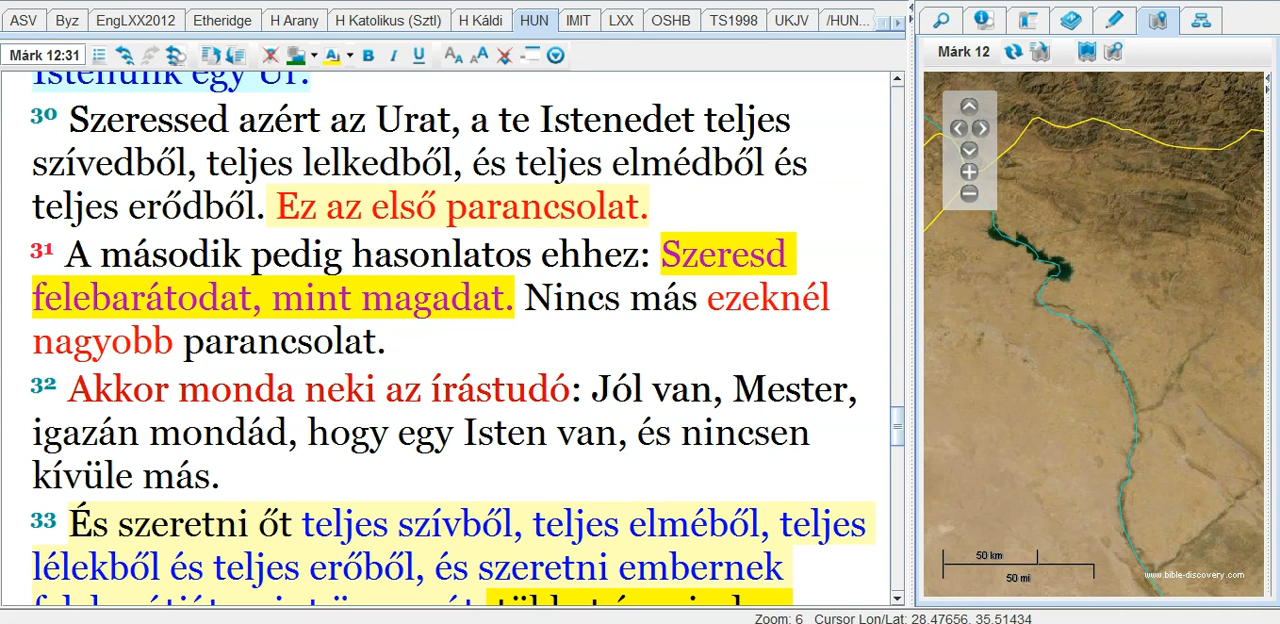 ASV Byz EngLXX2012 Etheridge H Arany H Katolikus (Sztl) H Káldi HUN IMIT LXX OSHB TS1998 UKJV /HUN...
Márk 12:31
Márk 12
Istenünk egy Úr.
30 Szeressed azért az Urat, a te Istenedet teljes
szívedből, teljes lelkedből, és teljes elmédből és
teljes erődből. Ez az első parancsolat.
31 A második pedig hasonlatos ehhez: Szeresd
felebarátodat, mint magadat. Nincs más ezeknél
nagyobb parancsolat.
32 Akkor monda neki az írástudó: Jól van, Mester,
igazán mondád, hogy egy Isten van, és nincsen
kívüle más.
33 És szeretni őt teljes szívből, teljes elméből, teljes
lélekből és teljes erőből, és szeretni embernek
50 km
50 mi
www.bible-discovery.com
Zoom: 6 Cursor Lon/Lat: 28.47656, 35.51434